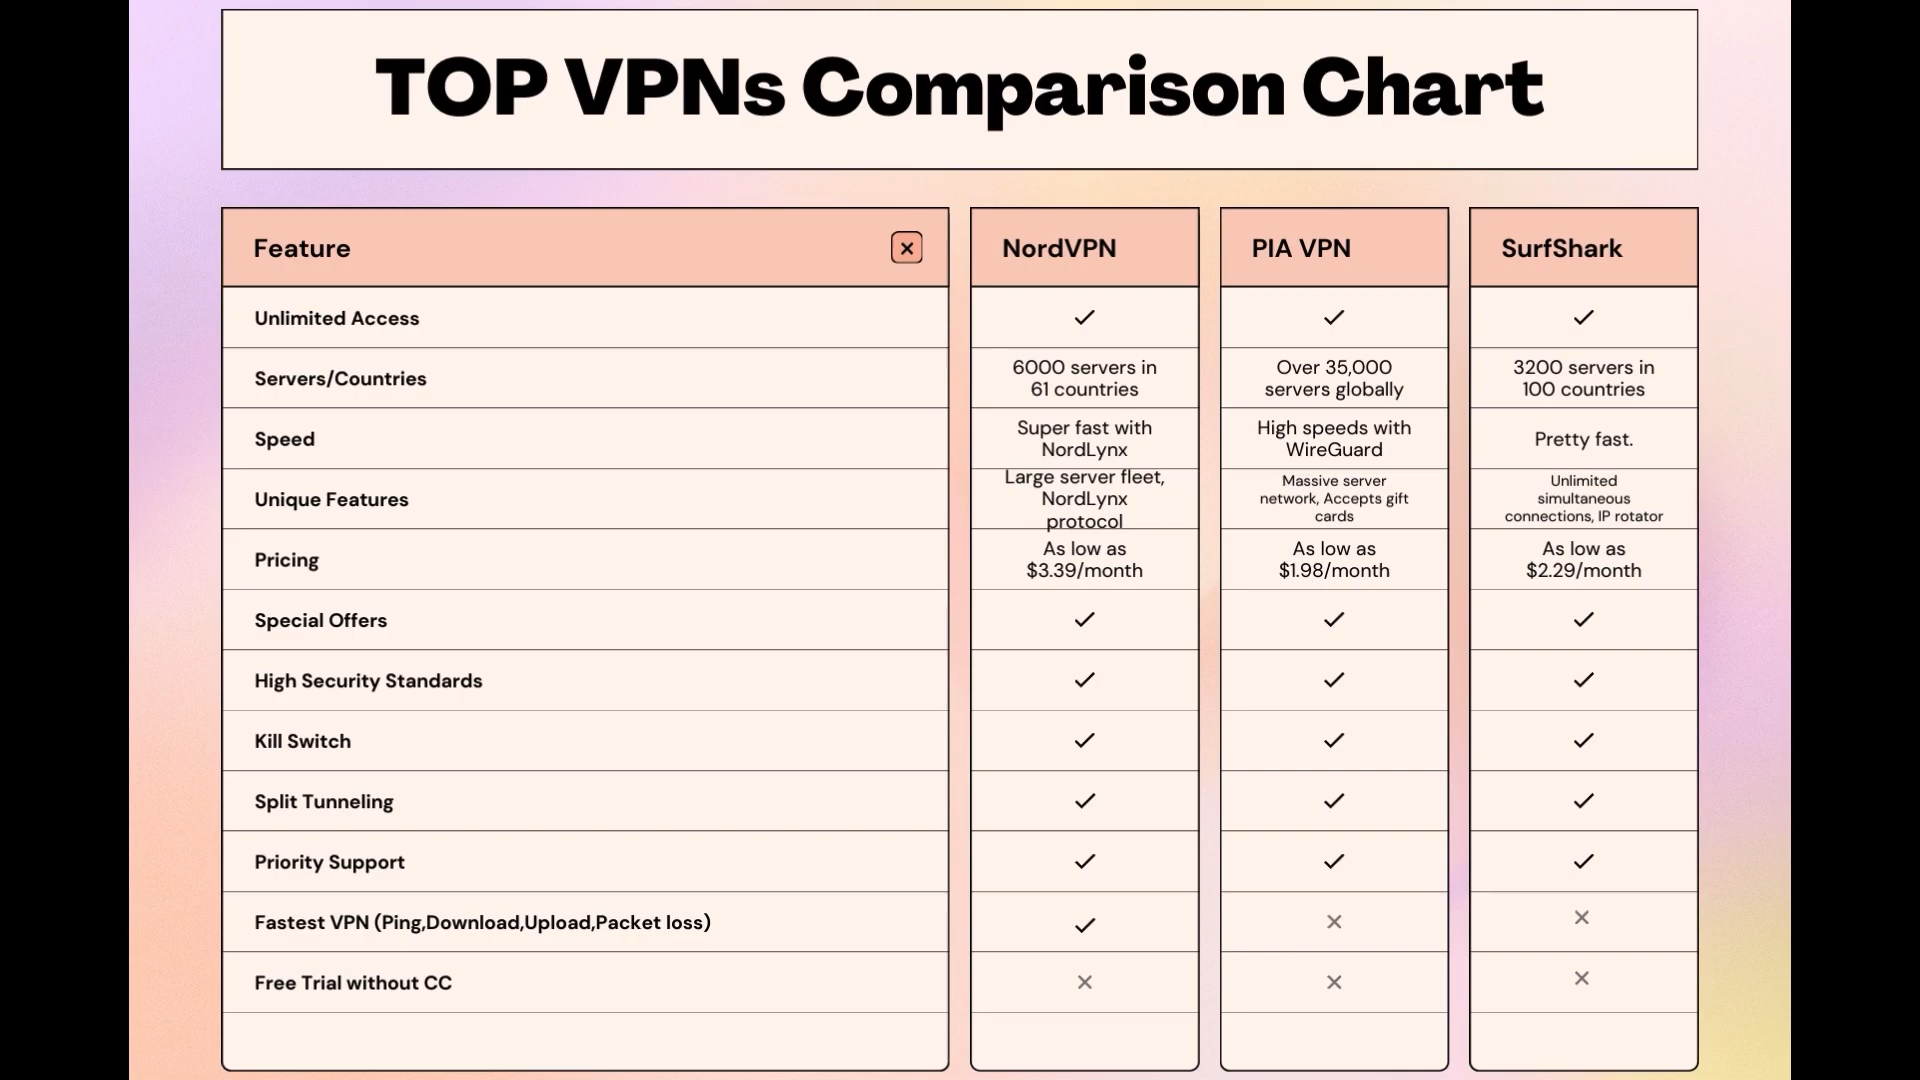 TOP VPNs Comparison Chart
Feature
NordVPN
PIA VPN
SurfShark
Unlimited Access
Servers/Countries
6000 servers in
61 countries
Over 35,000
servers globally
3200 servers in
100 countries
Speed
Super fast with
NordLynx
High speeds with
WireGuard
Pretty fast.
Unique Features
Large server fleet,
NordLynx
protocol
Massive server
network, Accepts gift
cards
Unlimited
simultaneous
connections, IP rotator
Pricing
As low as
$3.39/month
As low as
$1.98/month
As low as
$2.29/month
Special Offers
High Security Standards
Kill Switch
Split Tunneling
Priority Support
Fastest VPN (Ping,Download,Upload,Packet loss)
Free Trial without CC